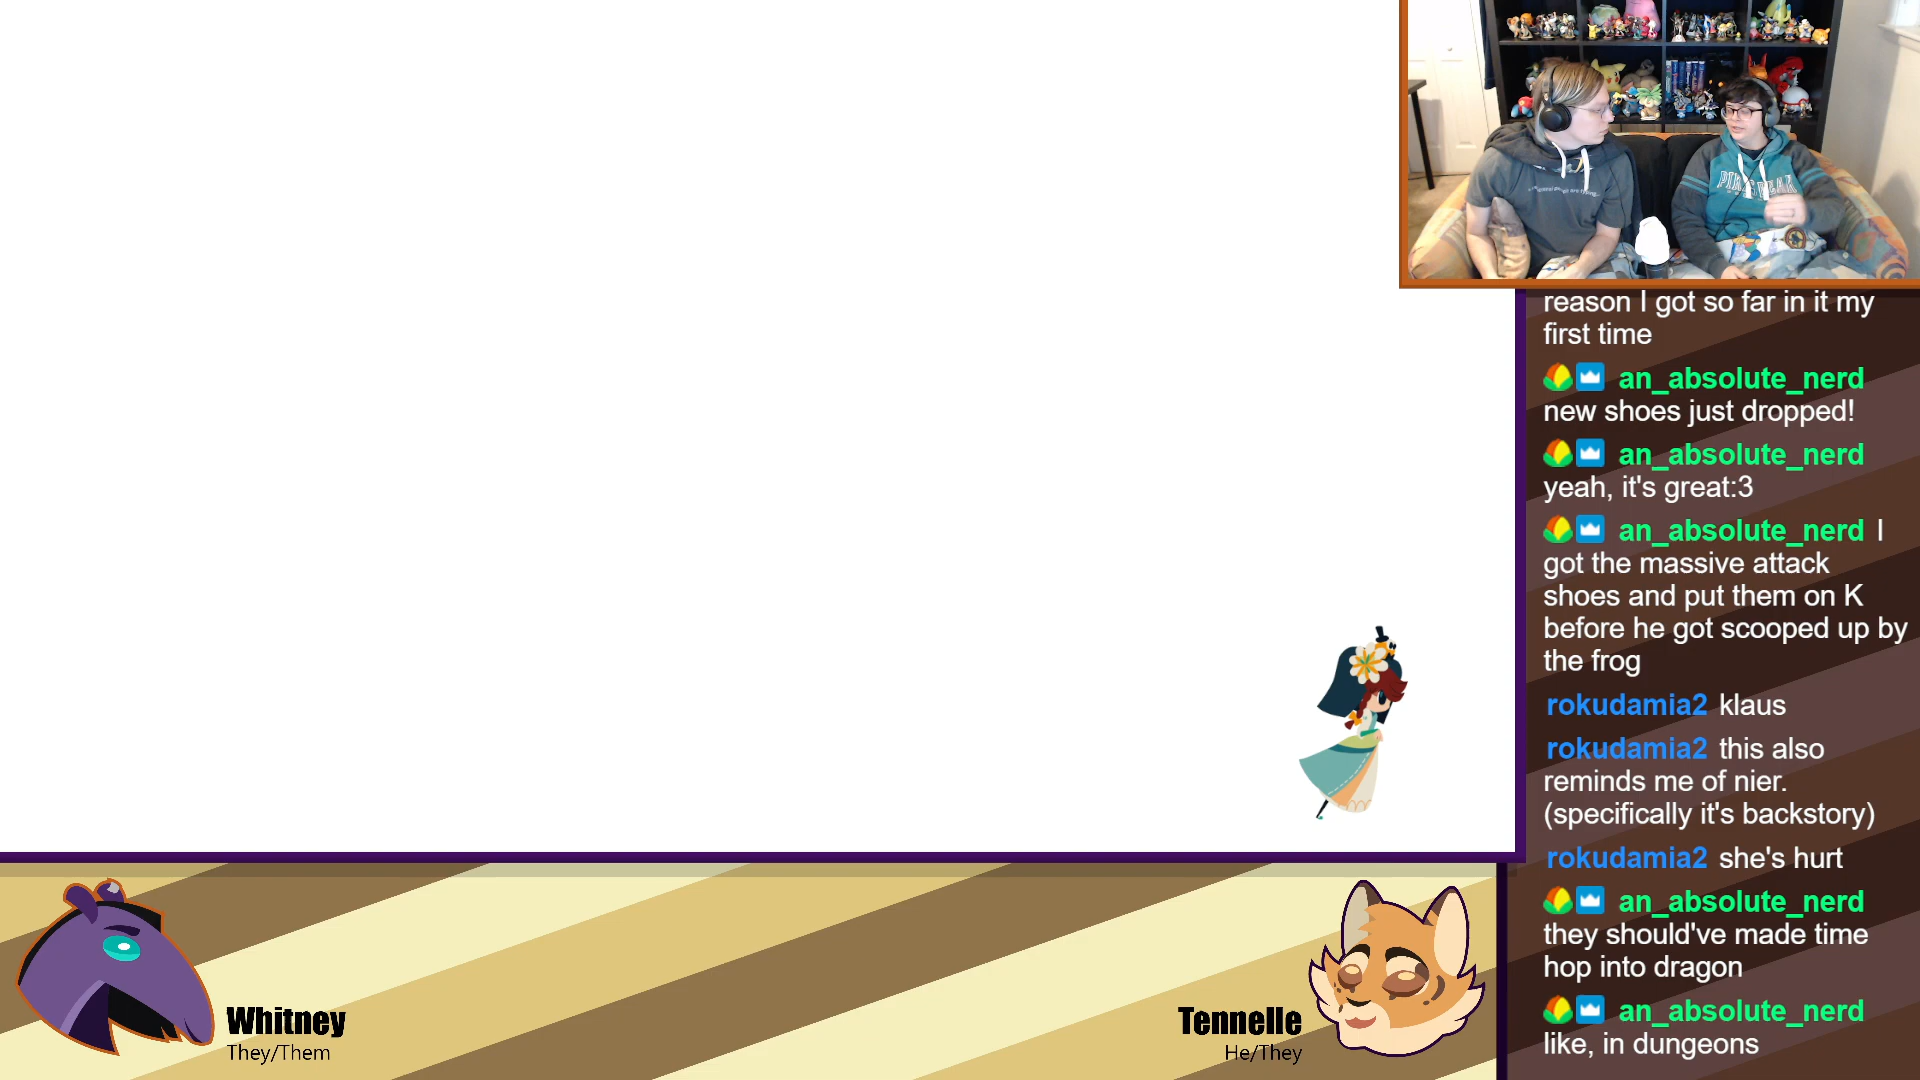 reason I got so far in it my
first time
an_absolute_nerd
new shoes just dropped!
an_absolute_nerd
yeah, it's great:3
an_absolute_nerd I
got the massive attack
shoes and put them on K
before he got scooped up by
the frog
rokudamia2 klaus
rokudamia2 this also
reminds me of nier.
(specifically it's backstory)
rokudamia2 she's hurt
an_absolute_nerd
they should've made time
hop into dragon
an_absolute_nerd
like, in dungeons
Whitney
They/Them
Tennelle
He/They